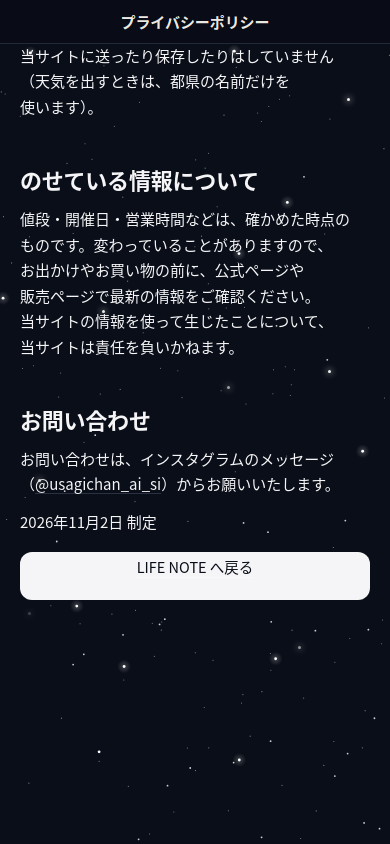 プライバシーポリシー
当サイトに送ったり保存したりはしていません
（天気を出すときは、都県の名前だけを
使います）。
のせている情報について
値段・開催日・営業時間などは、確かめた時点の
ものです。変わっていることがありますので、
お出かけやお買い物の前に、公式ページや
販売ページで最新の情報をご確認ください。
当サイトの情報を使って生じたことについて、
当サイトは責任を負いかねます。
お問い合わせ
お問い合わせは、インスタグラムのメッセージ
（@usagichan_ai_si）からお願いいたします。
2026年11月2日 制定
LIFE NOTE へ戻る